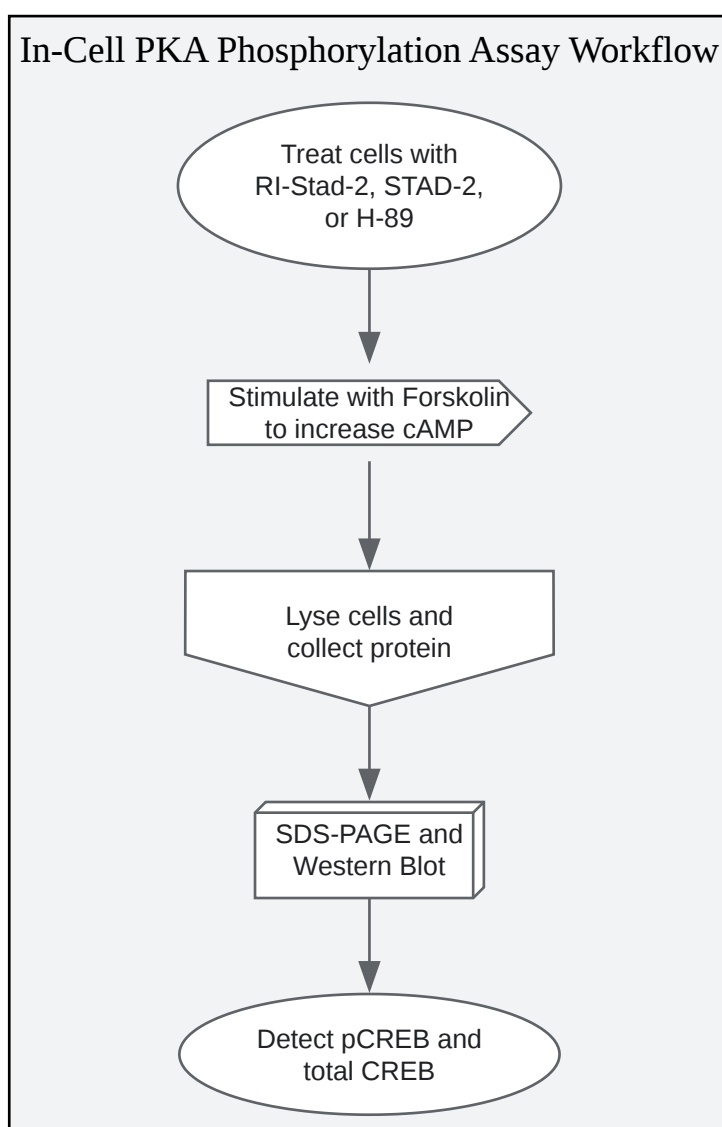 In-Cell PKA Phosphorylation Assay Workflow
Treat cells with
RI-Stad-2, STAD-2,
or H-89
Stimulate with Forskolin
to increase cAMP
Lyse cells and
collect protein
SDS-PAGE and
Western Blot
Detect pCREB and
total CREB